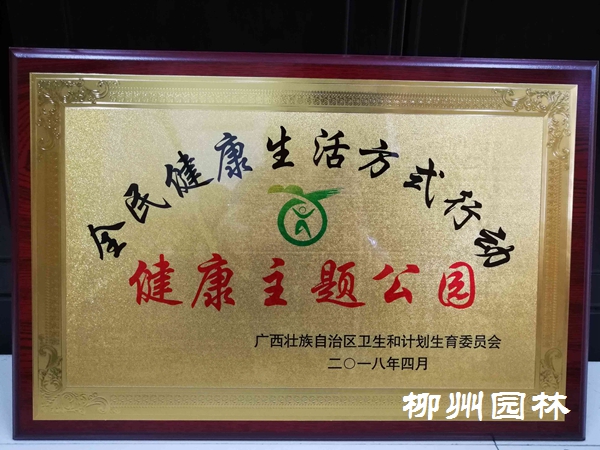 全民健康生活方式行动
健康主题公园
广西壮族自治区卫生和计划生育委员会
二〇一八年四月
柳州园林